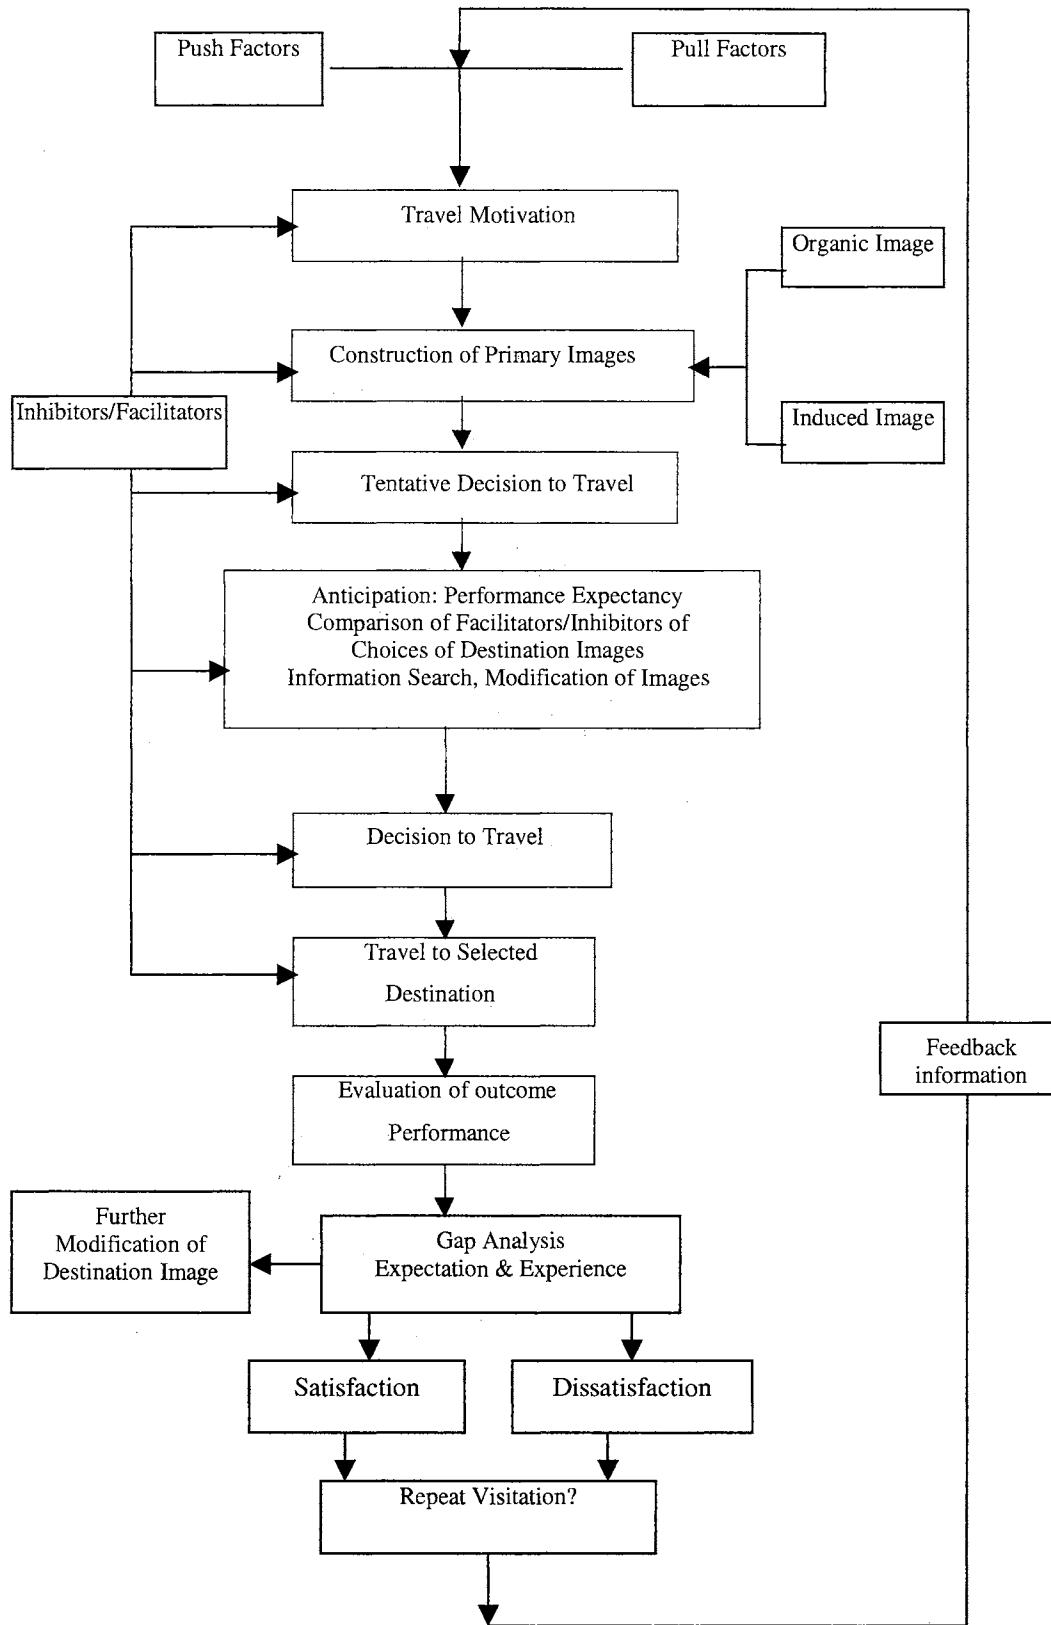 Push Factors
Pull Factors
Travel Motivation
Organic Image
Construction of Primary Images
Inhibitors/Facilitators
Induced Image
Tentative Decision to Travel
Anticipation: Performance Expectancy
Comparison of Facilitators/Inhibitors of
Choices of Destination Images
Information Search, Modification of Images
Decision to Travel
Travel to Selected
Destination
Feedback
information
Evaluation of outcome
Performance
Further
Modification of
Destination Image
Gap Analysis
Expectation & Experience
Satisfaction
Dissatisfaction
Repeat Visitation?